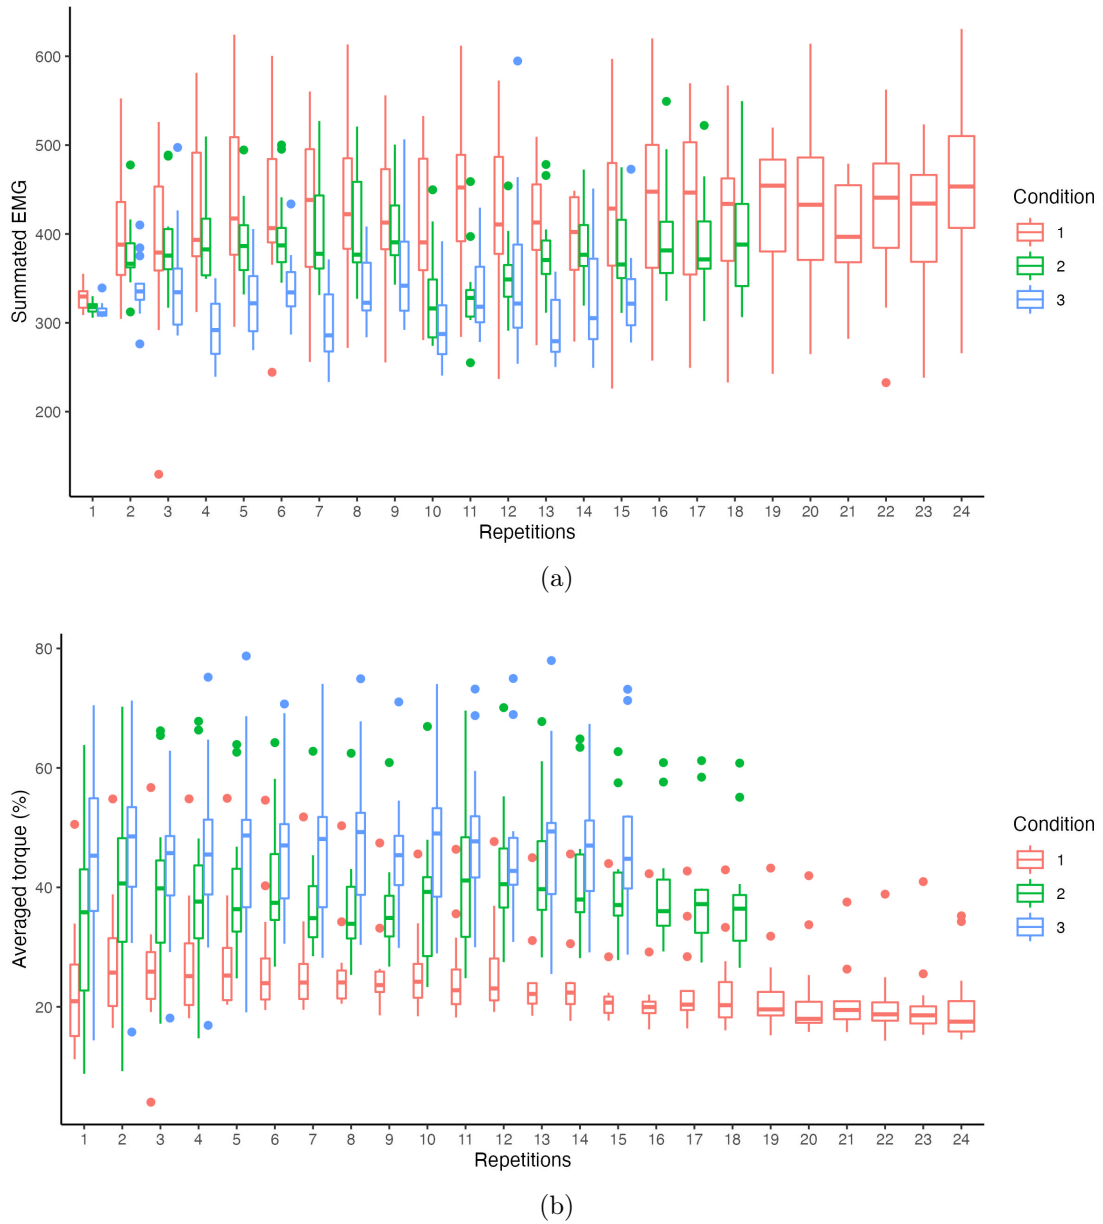 Summated EMG
600
500
400
300
200
1 2 3 4 5 6 7 8 9 10 11 12 13 14 15 16 17 18 19 20 21 22 23 24
Repetitions
Condition
1
2
3
(a)
Averaged torque (%)
80
60
40
20
1 2 3 4 5 6 7 8 9 10 11 12 13 14 15 16 17 18 19 20 21 22 23 24
Repetitions
Condition
1
2
3
(b)